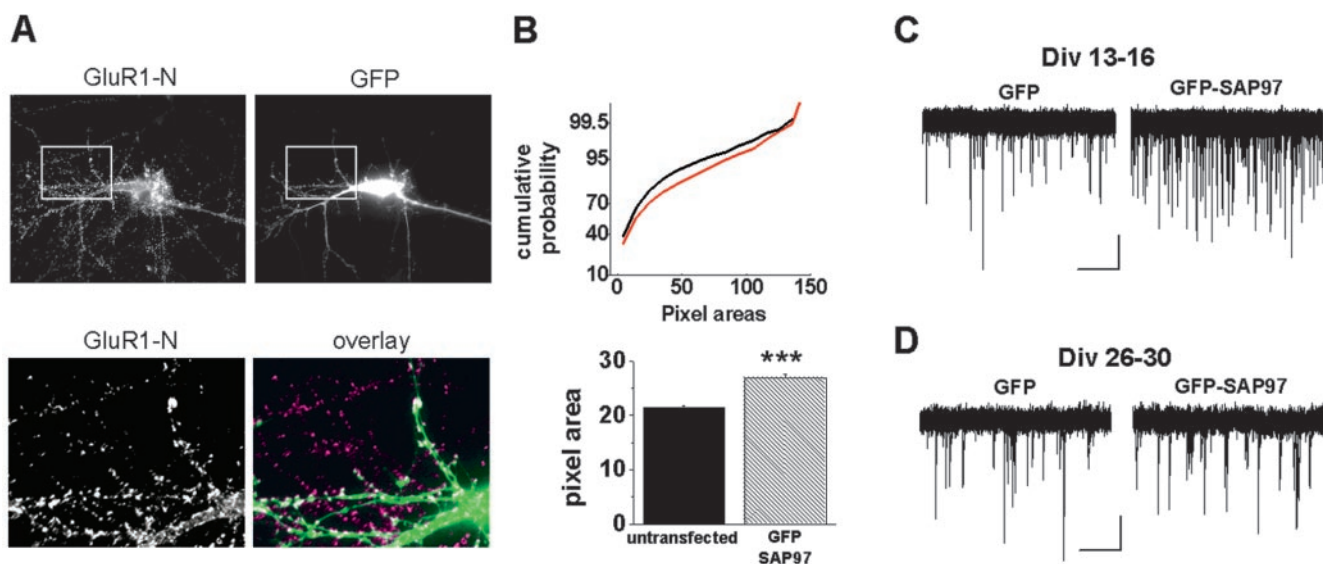 A
GluR1-N
GFP
GluR1-N
overlay
B
cumulative
probability
99.5
95
70
40
10
0
50
100
150
Pixel areas
pixel area
30
20
10
0
***
untransfected
GFP
SAP97
C
Div 13-16
GFP
GFP-SAP97
D
Div 26-30
GFP
GFP-SAP97